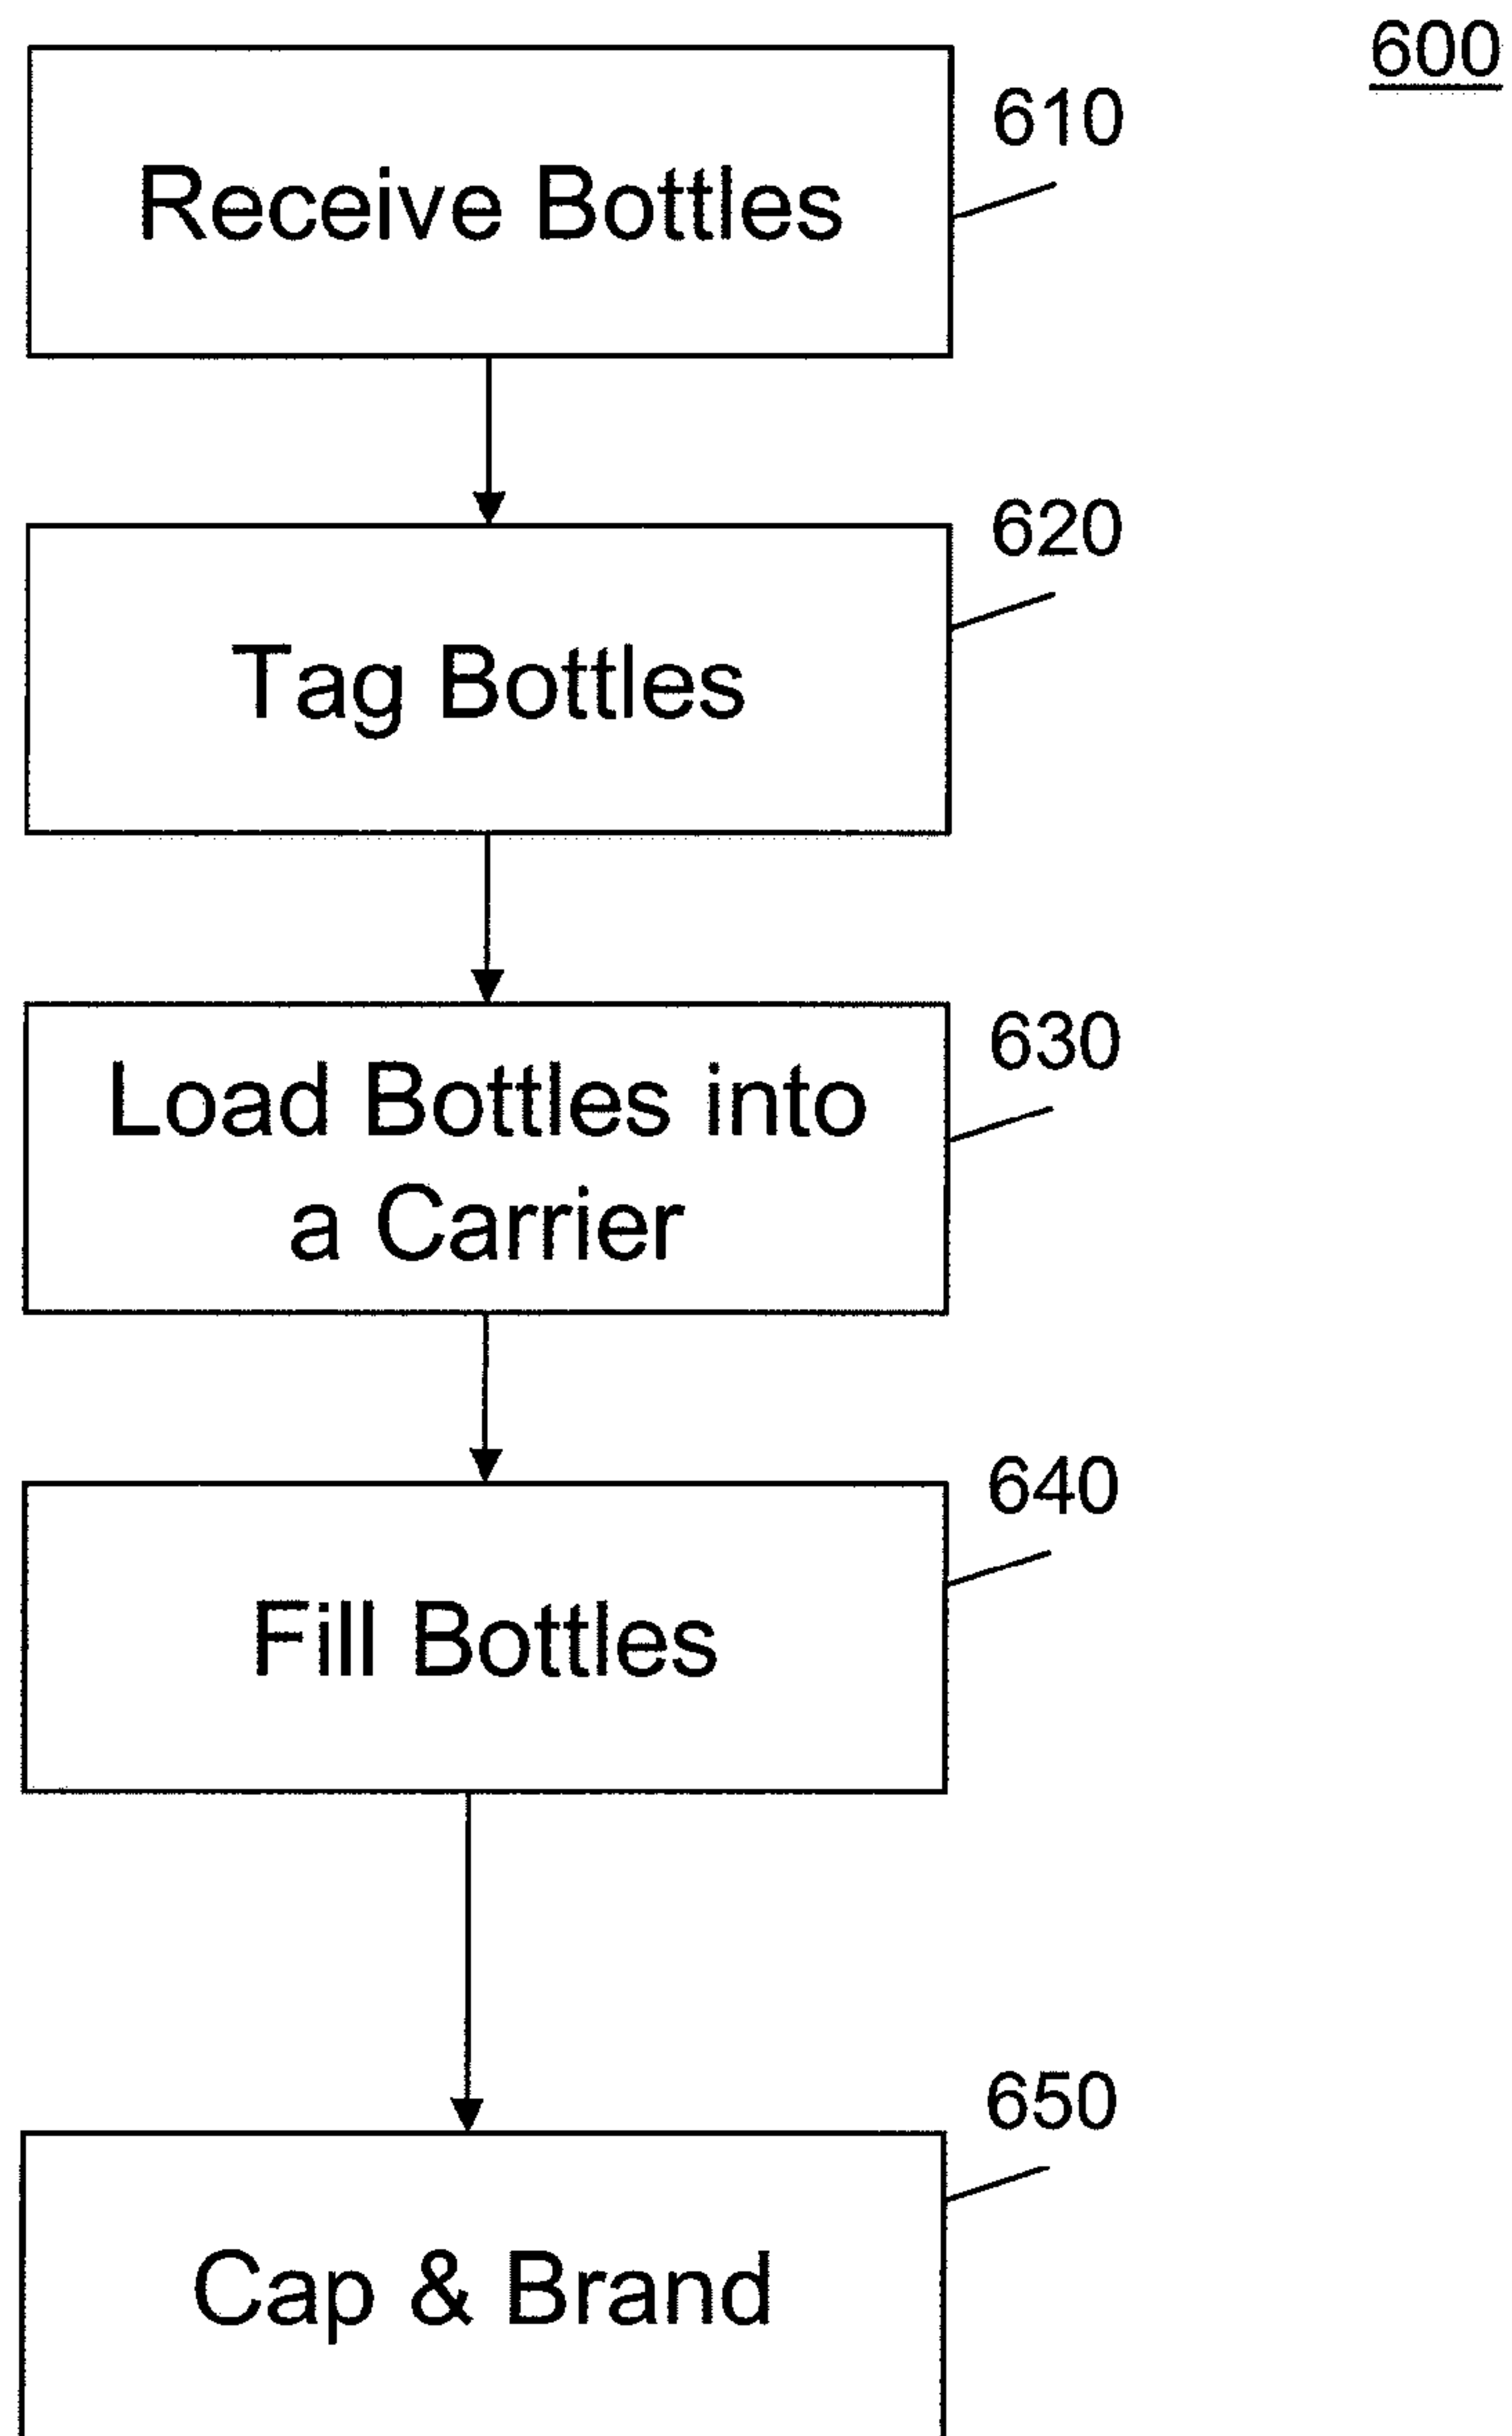 600
610
Receive Bottles
620
Tag Bottles
630
Load Bottles into
a Carrier
640
Fill Bottles
650
Cap & Brand